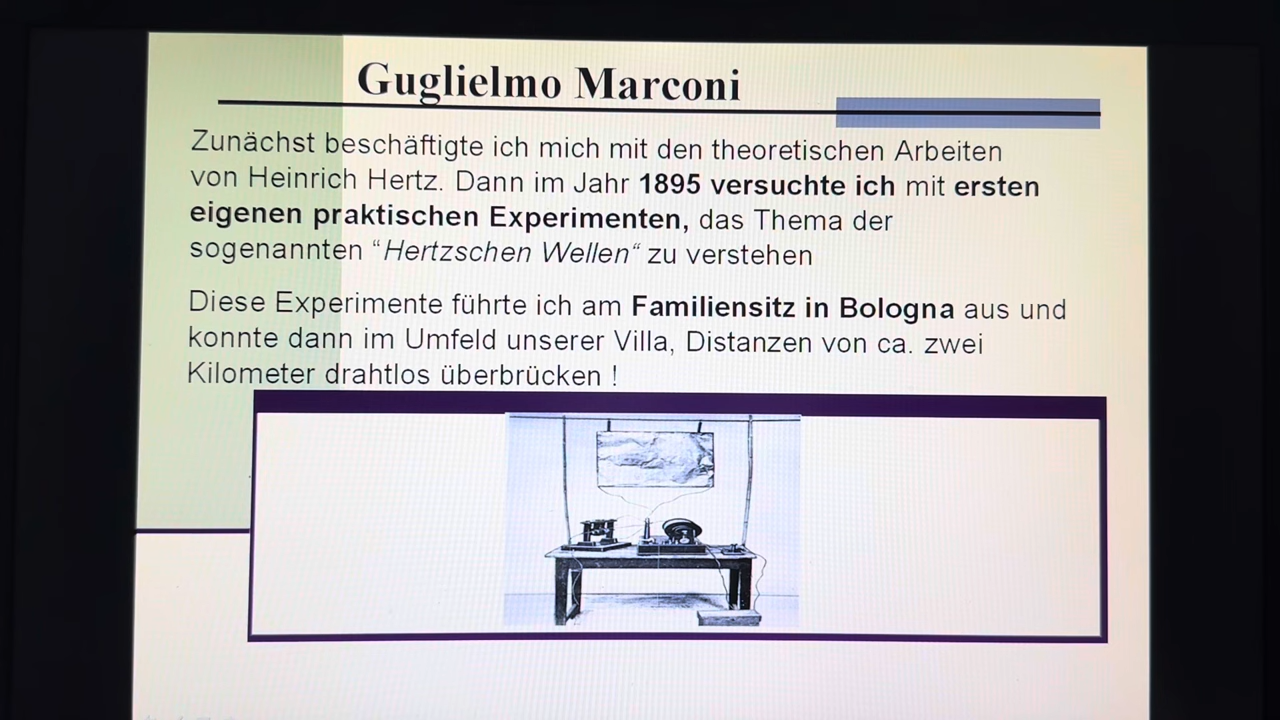 Guglielmo Marconi
Zunächst beschäftigte ich mich mit den theoretischen Arbeiten
von Heinrich Hertz. Dann im Jahr 1895 versuchte ich mit ersten
eigenen praktischen Experimenten, das Thema der
sogenannten “Hertzschen Wellen“ zu verstehen
Diese Experimente führte ich am Familiensitz in Bologna aus und
konnte dann im Umfeld unserer Villa, Distanzen von ca. zwei
Kilometer drahtlos überbrücken !